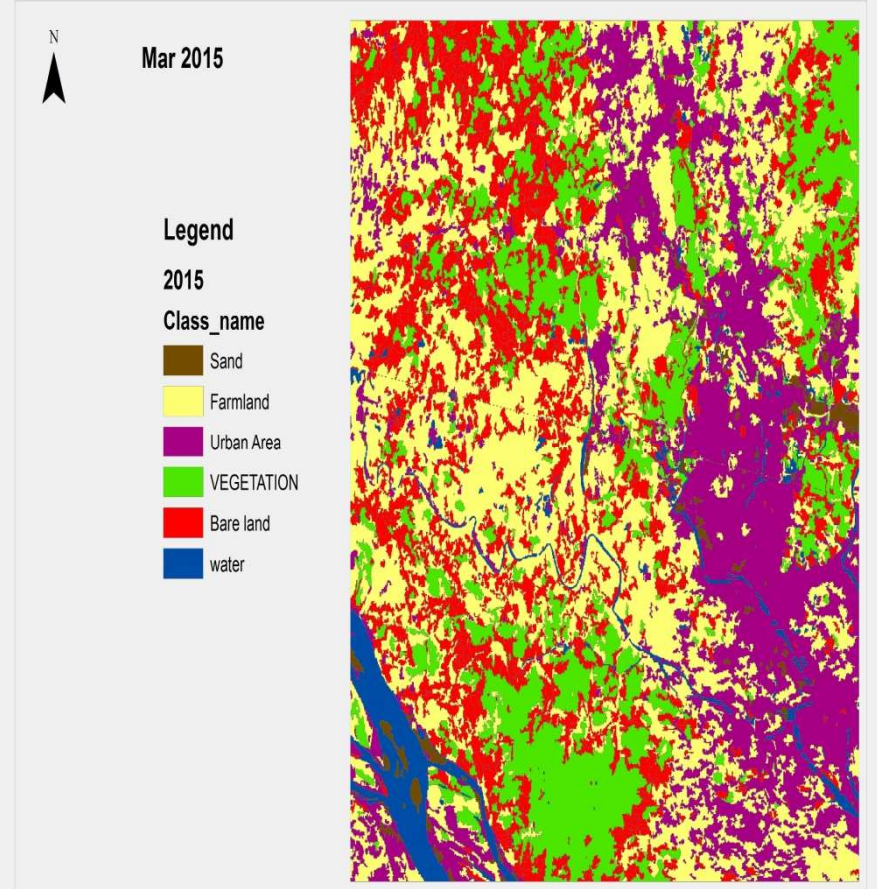 N
Mar 2015
Legend
2015
Class_name
Sand
Farmland
Urban Area
VEGETATION
Bare land
water